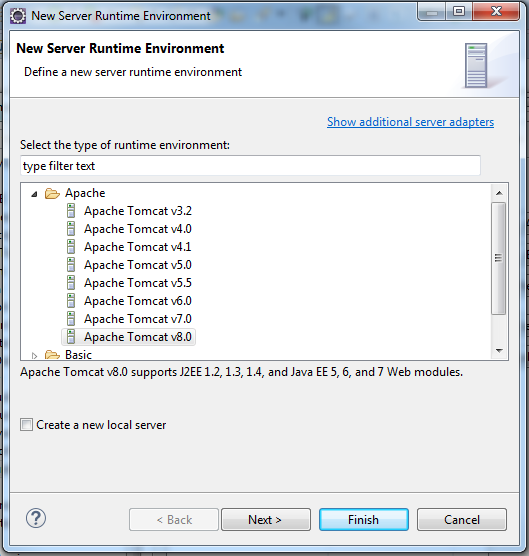 New Server Runtime Environment
New Server Runtime Environment
Define a new server runtime environment
Show additional server adapters
Select the type of runtime environment:
type filter text
Apache
Apache Tomcat v3.2
Apache Tomcat v4.0
Apache Tomcat v4.1
Apache Tomcat v5.0
Apache Tomcat v5.5
Apache Tomcat v6.0
Apache Tomcat v7.0
Apache Tomcat v8.0
Basic
Apache Tomcat v8.0 supports J2EE 1.2, 1.3, 1.4, and Java EE 5, 6, and 7 Web modules.
Create a new local server
? < Back Next > Finish Cancel